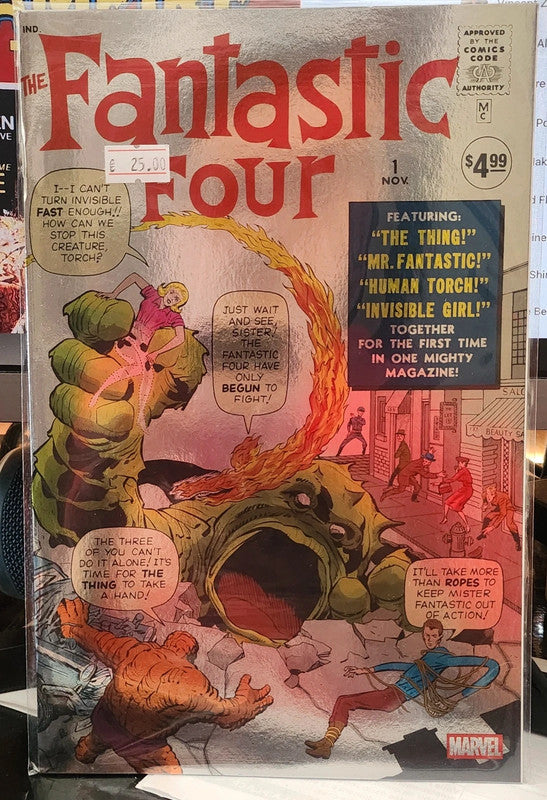 IND.
THE
Fantastic
Four
APPROVED
BY THE
COMICS
CODE
CA
AUTHORITY
M
C
£ 25.00
1
NOV.
$4.99
I--I CAN'T
TURN INVISIBLE
FAST ENOUGH!!
HOW CAN WE
STOP THIS
CREATURE,
TORCH?
FEATURING:
"THE THING!"
"MR. FANTASTIC!"
"HUMAN TORCH!"
"INVISIBLE GIRL!"
TOGETHER
FOR THE FIRST TIME
IN ONE MIGHTY
MAGAZINE!
JUST WAIT
AND SEE,
SISTER!
THE
FANTASTIC
FOUR HAVE
ONLY
BEGUN TO
FIGHT!
BEAUTY
THE THREE
OF YOU CAN'T
DO IT ALONE! IT'S
TIME FOR THE
THING TO TAKE
A HAND!
IT'LL TAKE MORE
THAN ROPES TO
KEEP MISTER
FANTASTIC OUT
OF ACTION!
MARVEL